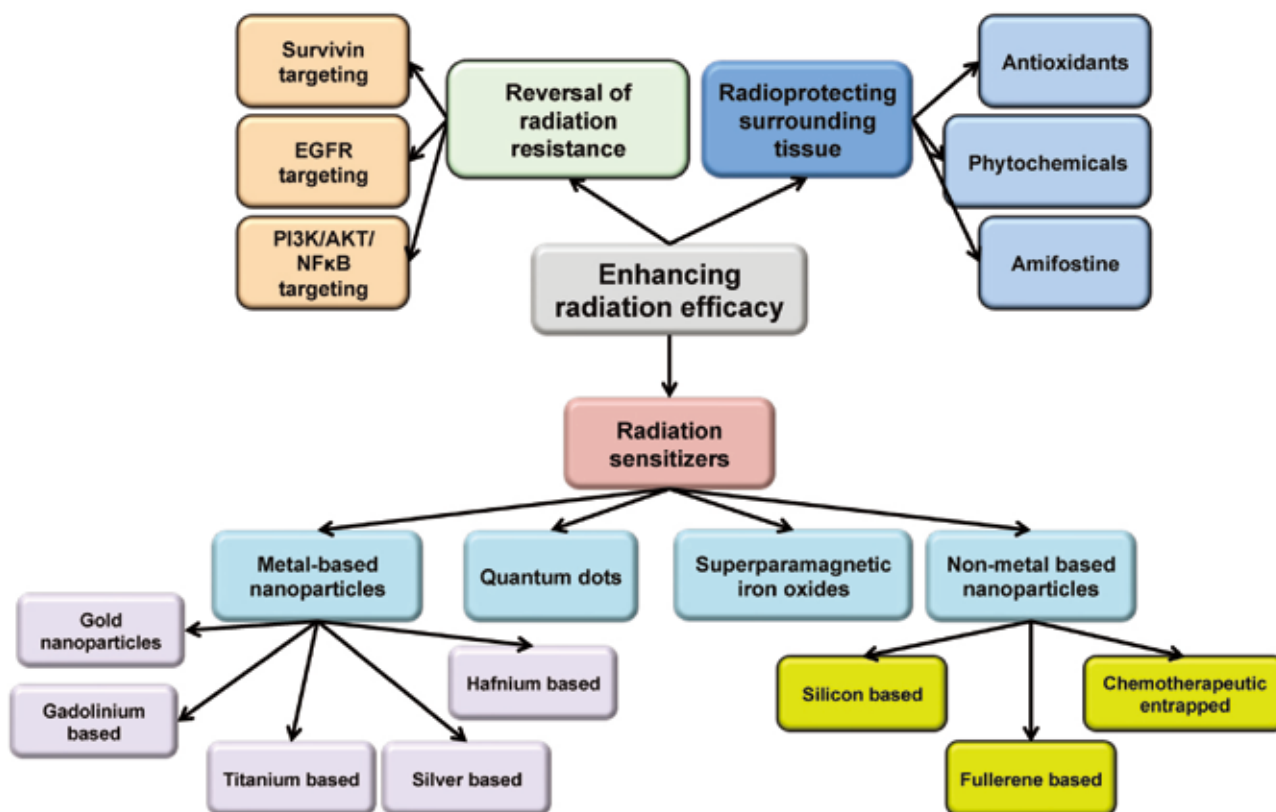 Survivin
targeting
EGFR
targeting
PI3K/AKT/
NFκB
targeting
Reversal of
radiation
resistance
Radioprotecting
surrounding
tissue
Antioxidants
Phytochemicals
Amifostine
Enhancing
radiation efficacy
Radiation
sensitizers
Metal-based
nanoparticles
Quantum dots
Superparamagnetic
iron oxides
Non-metal based
nanoparticles
Gold
nanoparticles
Gadolinium
based
Titanium based
Silver based
Hafnium based
Silicon based
Fullerene based
Chemotherapeutic
entrapped